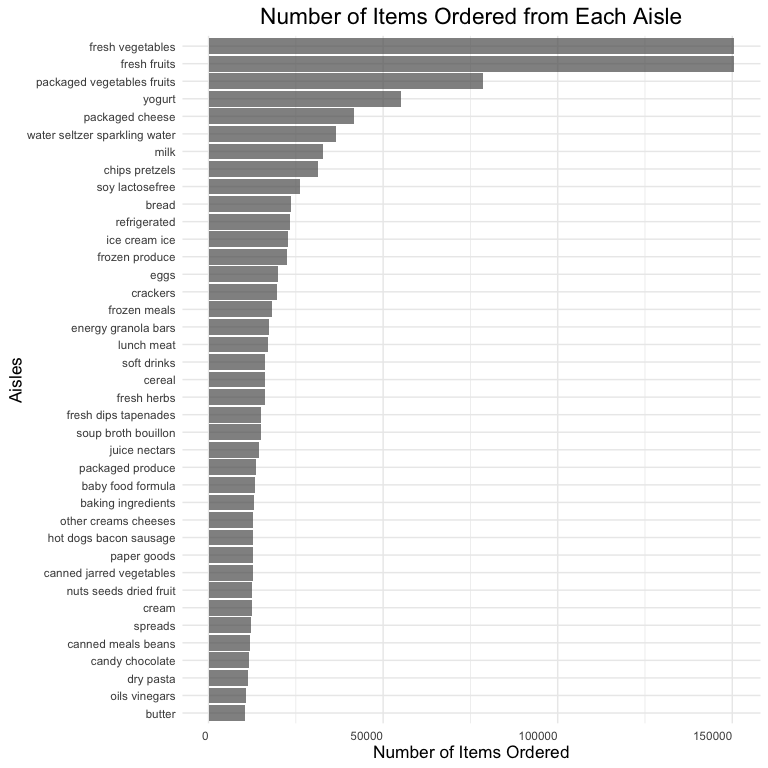 Number of Items Ordered from Each Aisle
fresh vegetables
fresh fruits
packaged vegetables fruits
yogurt
packaged cheese
water seltzer sparkling water
milk
chips pretzels
soy lactosefree
bread
refrigerated
ice cream ice
frozen produce
eggs
crackers
frozen meals
energy granola bars
lunch meat
soft drinks
cereal
fresh herbs
fresh dips tapenades
soup broth bouillon
juice nectars
packaged produce
baby food formula
baking ingredients
other creams cheeses
hot dogs bacon sausage
paper goods
canned jarred vegetables
nuts seeds dried fruit
cream
spreads
canned meals beans
candy chocolate
dry pasta
oils vinegars
butter
Aisles
0 50000 100000 150000
Number of Items Ordered